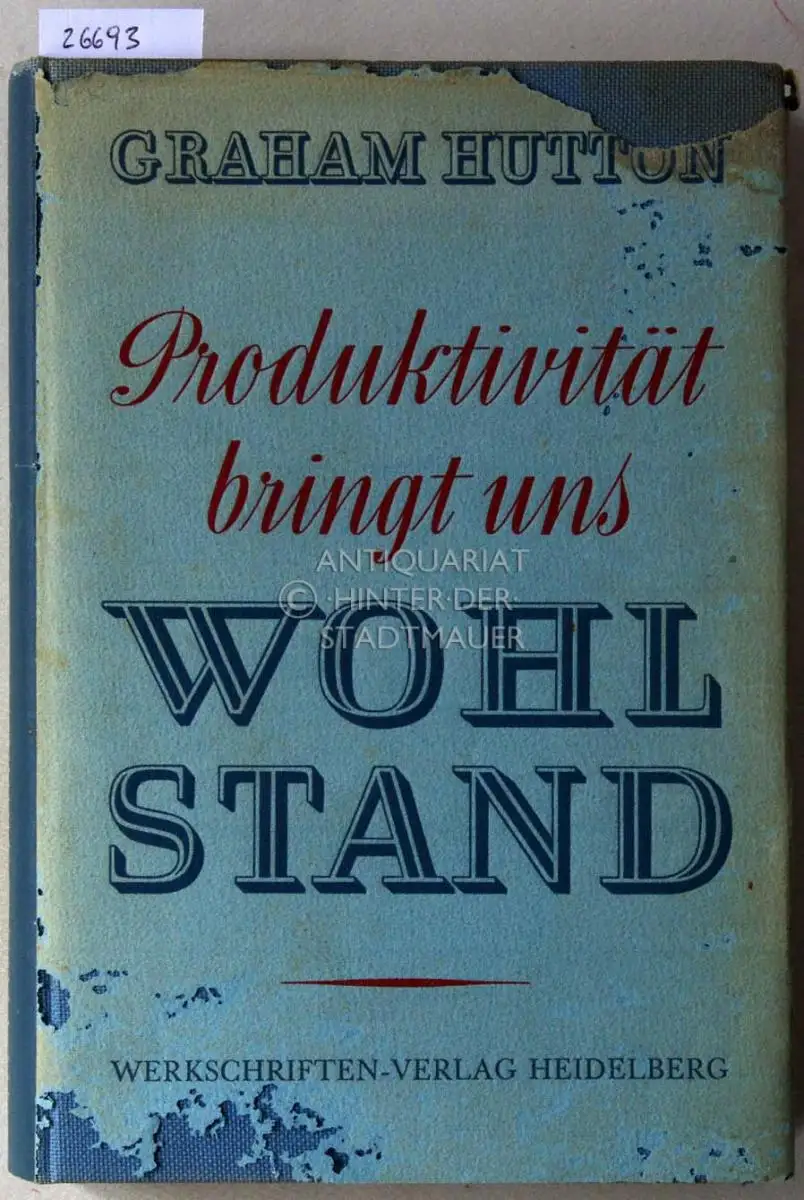 26693
GRAHAM HUTTON
Produktivität
bringt uns
ANTIQUARIAT
© ·HINTER·DER·
STADTMAUER
WOHL
STAND
WERKSCHRIFTEN-VERLAG HEIDELBERG